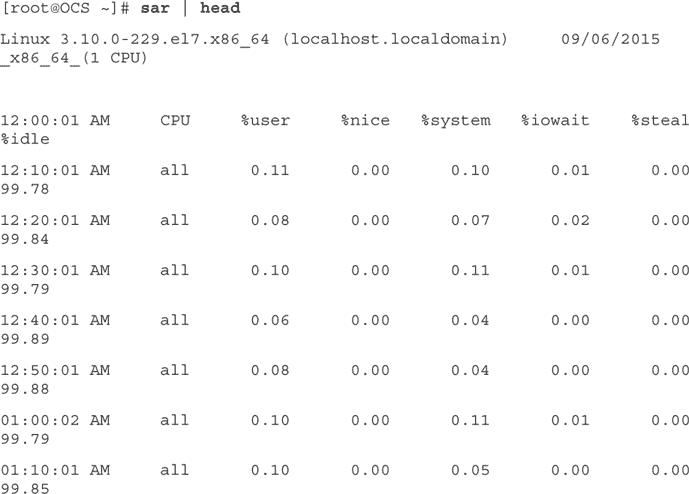 [root@OCS ~]# sar | head
Linux 3.10.0-229.el7.x86_64 (localhost.localdomain) 09/06/2015
_x86_64_(1 CPU)
12:00:01 AM CPU %user %nice %system %iowait %steal
%idle
12:10:01 AM all 0.11 0.00 0.10 0.01 0.00
99.78
12:20:01 AM all 0.08 0.00 0.07 0.02 0.00
99.84
12:30:01 AM all 0.10 0.00 0.11 0.01 0.00
99.79
12:40:01 AM all 0.06 0.00 0.04 0.00 0.00
99.89
12:50:01 AM all 0.08 0.00 0.04 0.00 0.00
99.88
01:00:02 AM all 0.10 0.00 0.11 0.01 0.00
99.79
01:10:01 AM all 0.10 0.00 0.05 0.00 0.00
99.85